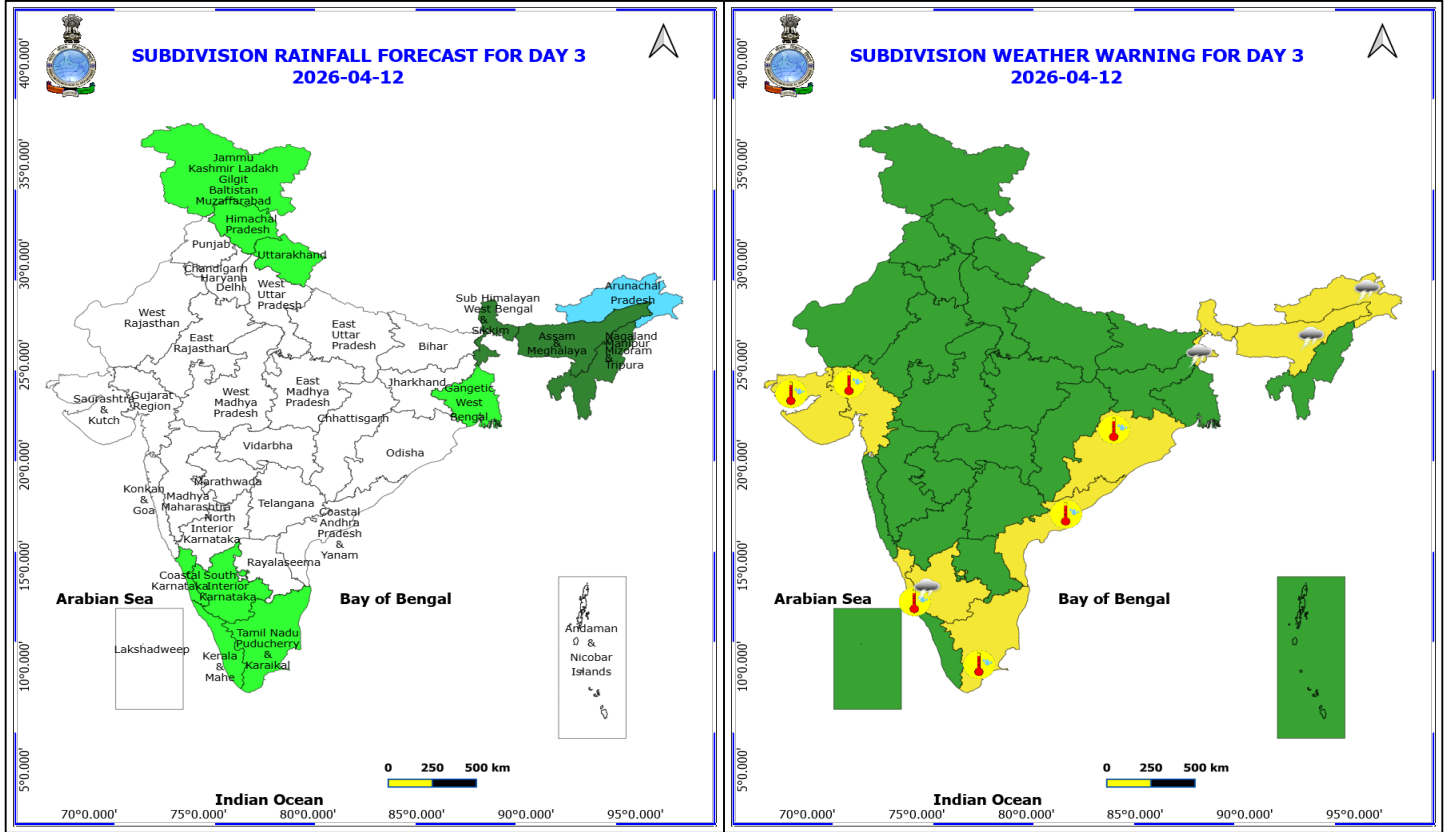 SUBDIVISION RAINFALL FORECAST FOR DAY 3
2026-04-12
40°0.000'
35°0.000'
30°0.000'
25°0.000'
20°0.000'
15°0.000'
10°0.000'
5°0.000'
Jammu
Kashmir Ladakh
Gilgit
Baltistan
Muzaffarabad
Himachal
Pradesh
Punjab
Uttarakhand
Chandigarh
Haryana
Delhi
West
Uttar
Pradesh
West
Rajasthan
East
Rajasthan
East
Uttar
Pradesh
Bihar
Sub Himalayan
West Bengal
&
Sikkim
Arunachal
Pradesh
Assam
&
Meghalaya
Nagaland
Manipur
Mizoram
&
Tripura
Jharkhand
Gangetic
West
Bengal
Saurashtra
&
Kutch
Gujarat
Region
West
Madhya
Pradesh
East
Madhya
Pradesh
Chhattisgarh
Vidarbha
Odisha
Konkan
&
Goa
Madhya
Maharashtra
Marathwada
Telangana
North
Interior
Karnataka
Coastal
Andhra
Pradesh
&
Yanam
Rayalaseema
Coastal
Karnataka
South
Interior
Karnataka
Tamil Nadu
Puducherry
&
Karaikal
Kerala
&
Mahe
Arabian Sea
Bay of Bengal
Lakshadweep
Andaman
&
Nicobar
Islands
0 250 500 km
Indian Ocean
70°0.000' 75°0.000' 80°0.000' 85°0.000' 90°0.000' 95°0.000'
SUBDIVISION WEATHER WARNING FOR DAY 3
2026-04-12
40°0.000'
35°0.000'
30°0.000'
25°0.000'
20°0.000'
15°0.000'
10°0.000'
5°0.000'
Arabian Sea
Bay of Bengal
0 250 500 km
Indian Ocean
70°0.000' 75°0.000' 80°0.000' 85°0.000' 90°0.000' 95°0.000'